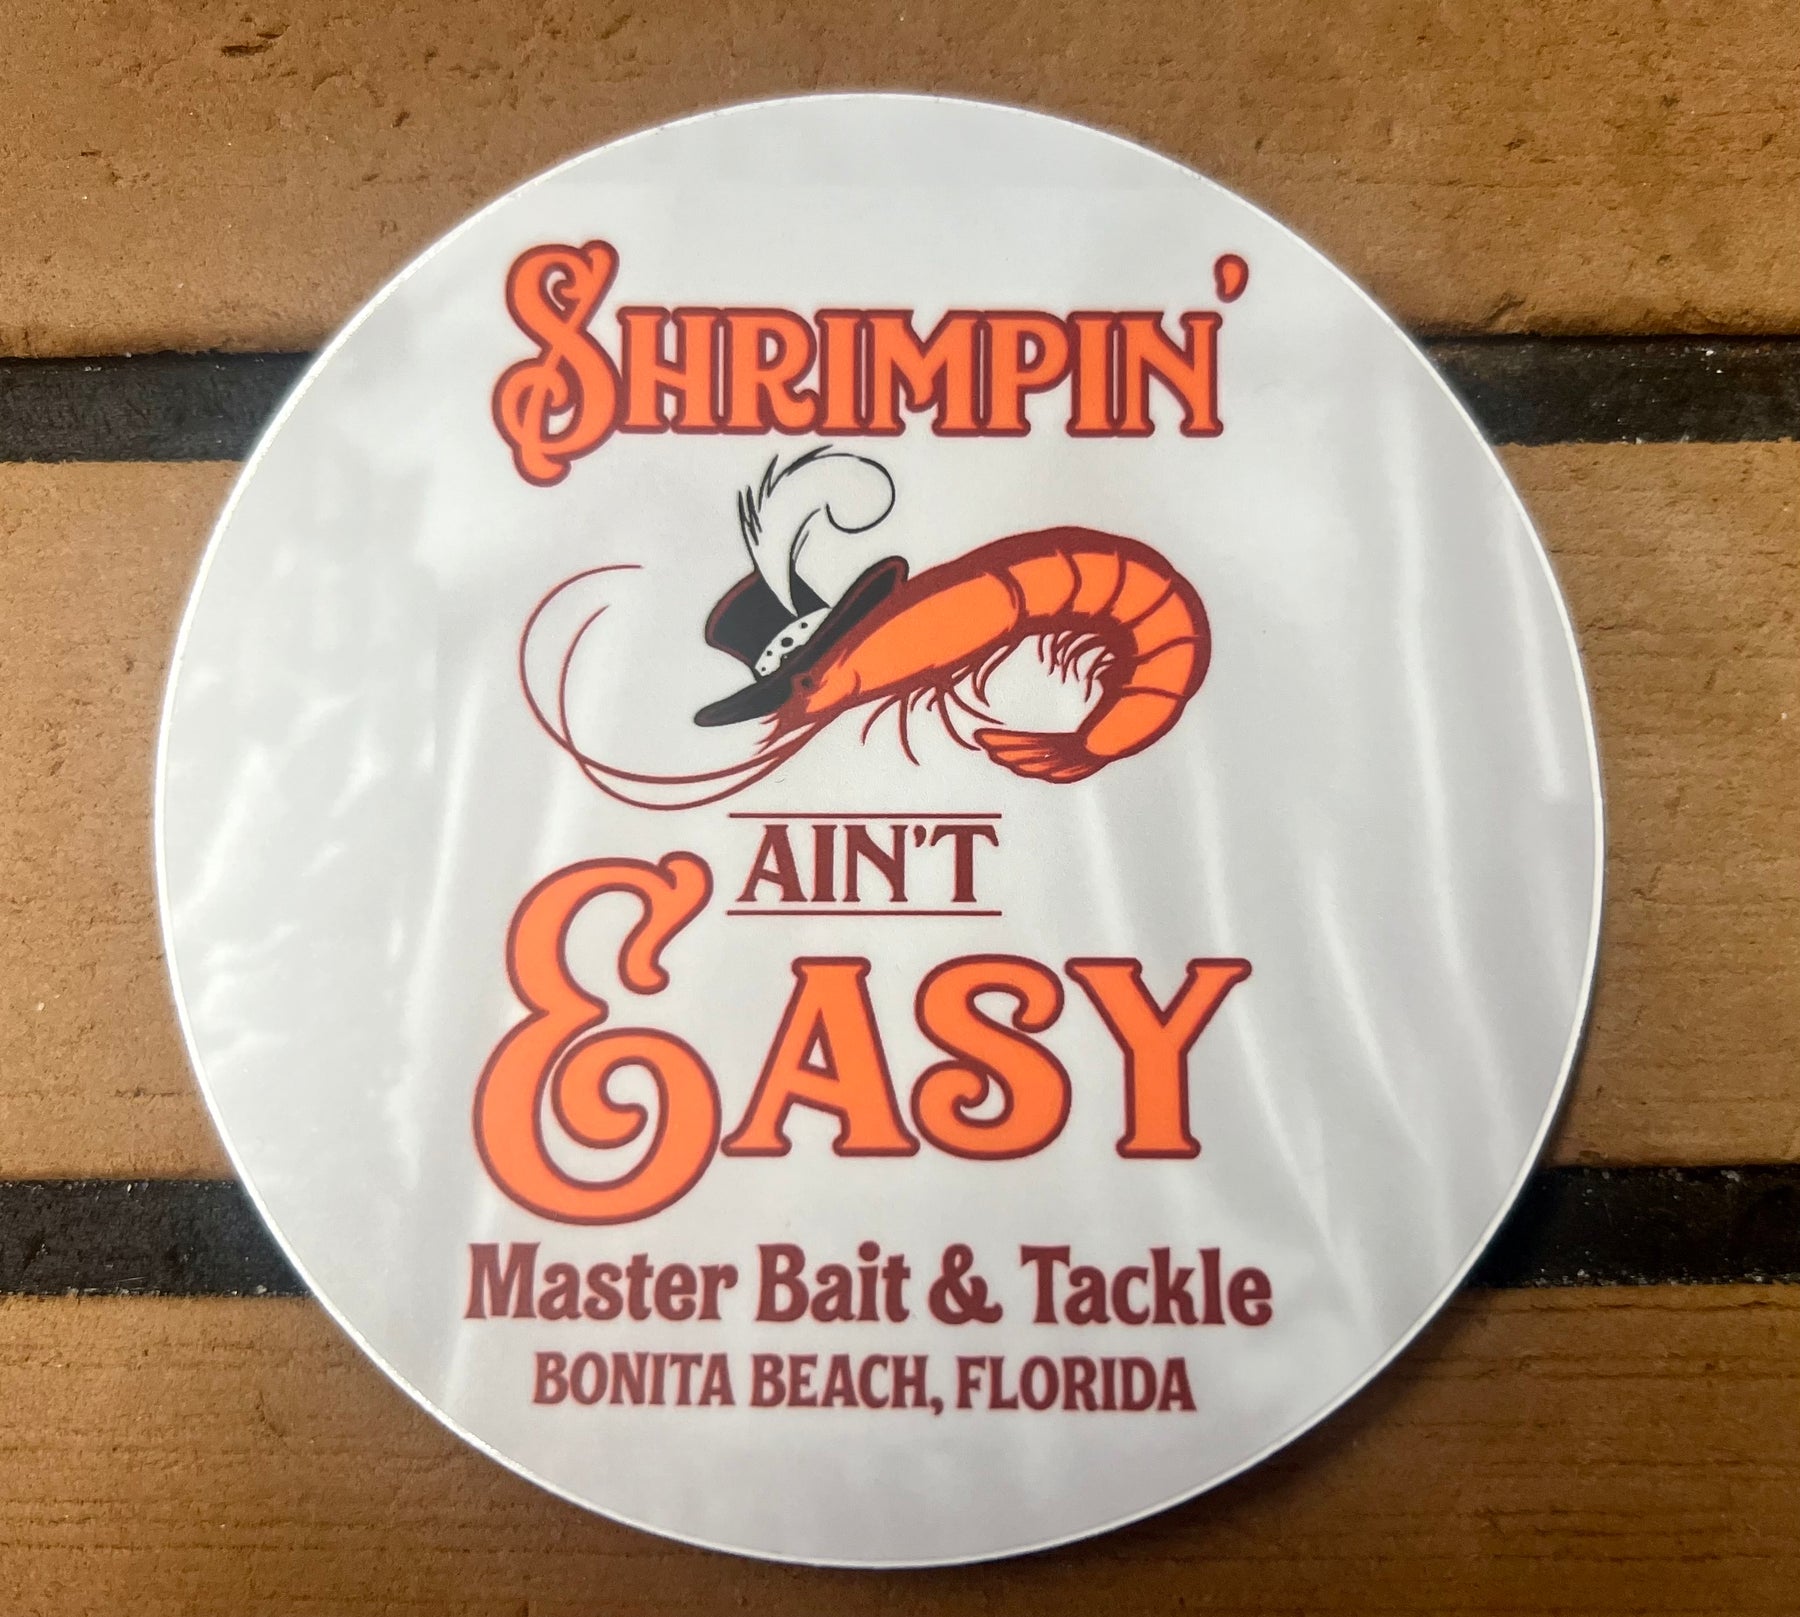 SHRIMPIN'
AIN'T
EASY
Master Bait & Tackle
BONITA BEACH, FLORIDA